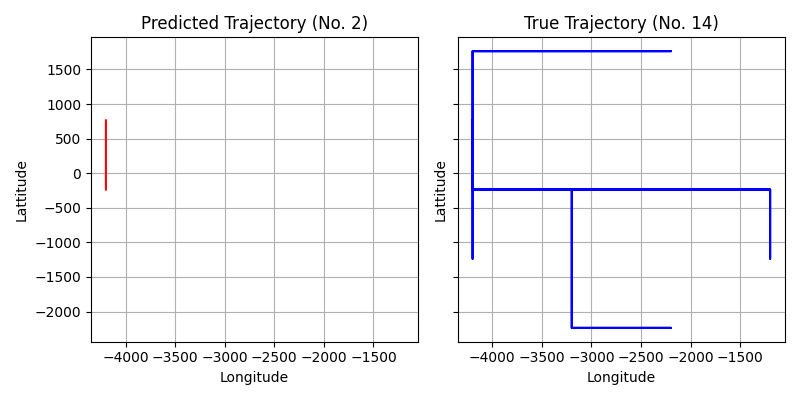 Predicted Trajectory (No. 2)
True Trajectory (No. 14)
Lattitude
1500
1000
500
0
−500
−1000
−1500
−2000
−4000 −3500 −3000 −2500 −2000 −1500
Longitude
Lattitude
−4000 −3500 −3000 −2500 −2000 −1500
Longitude